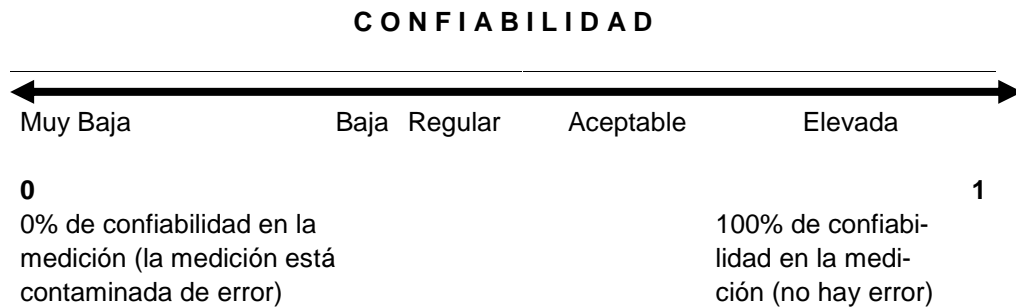 CONFIABILIDAD
Muy Baja Baja Regular Aceptable Elevada
0 1
0% de confiabilidad en la
medición (la medición está
contaminada de error)
100% de confiabi-
lidad en la medi-
ción (no hay error)